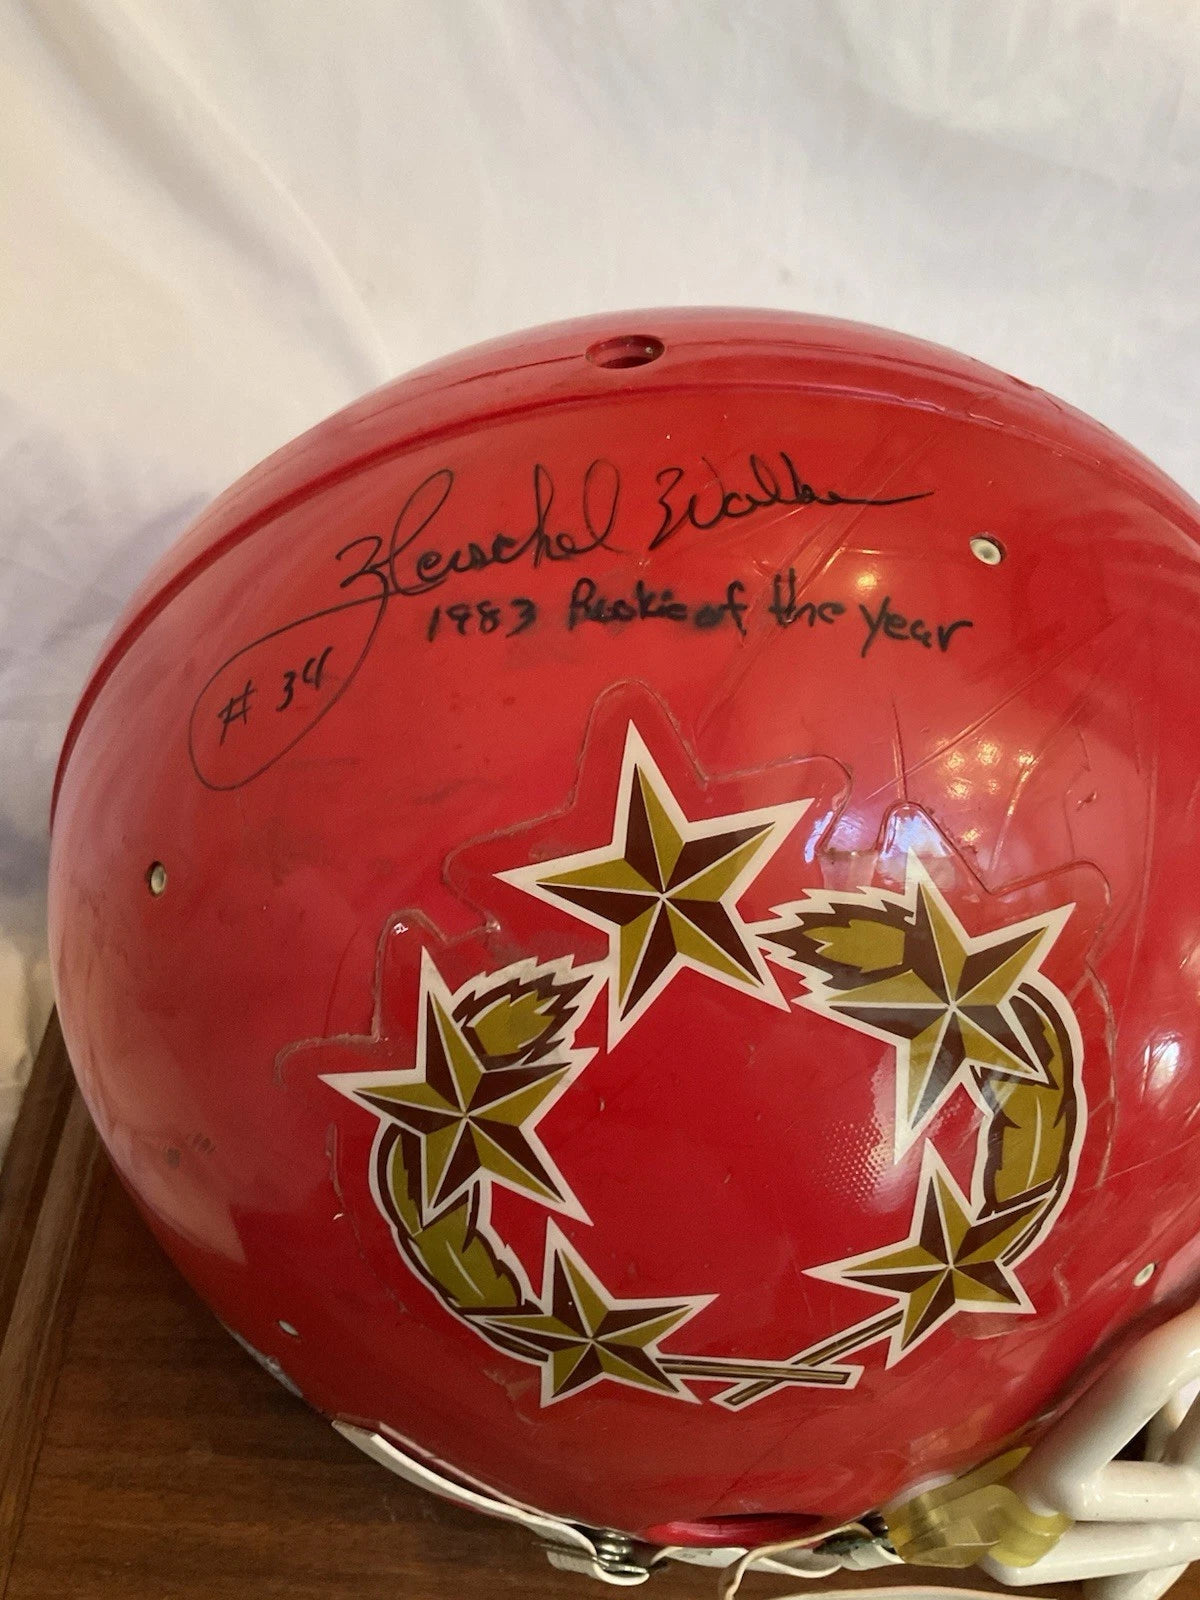 Herschel Walker
1983 Rookie of the Year
# 34